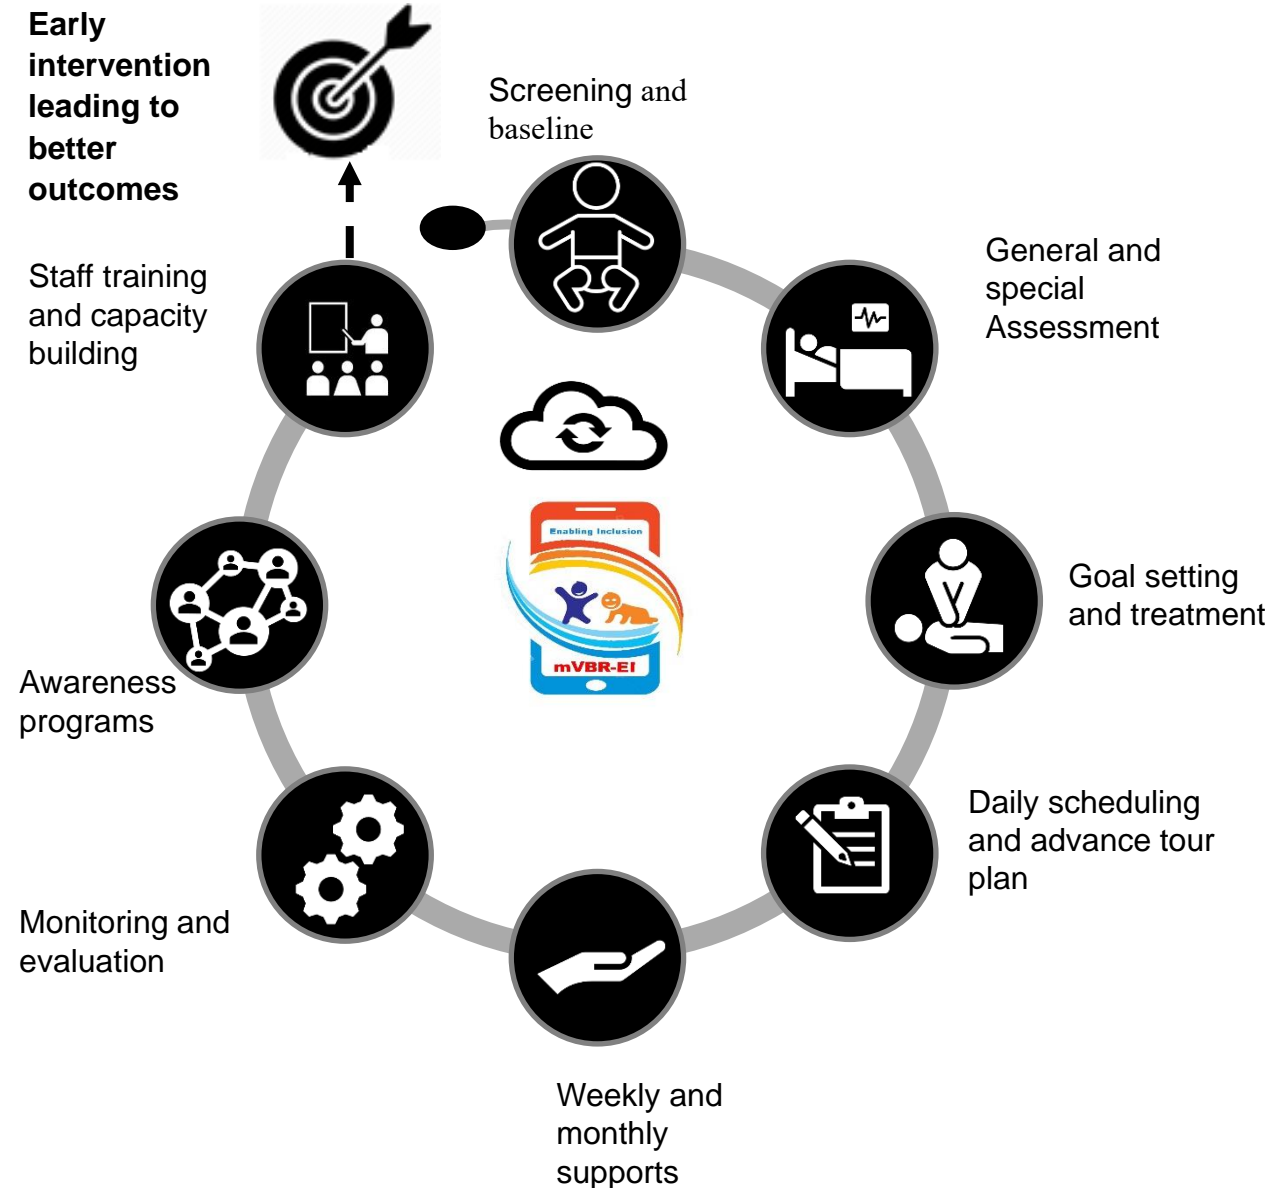 Early
intervention
leading to
better
outcomes
Screening and
baseline
General and
special
Assessment
Goal setting
and treatment
Daily scheduling
and advance tour
plan
Weekly and
monthly
supports
Monitoring and
evaluation
Awareness
programs
Staff training
and capacity
building
Enabling Inclusion
mVBR-EI